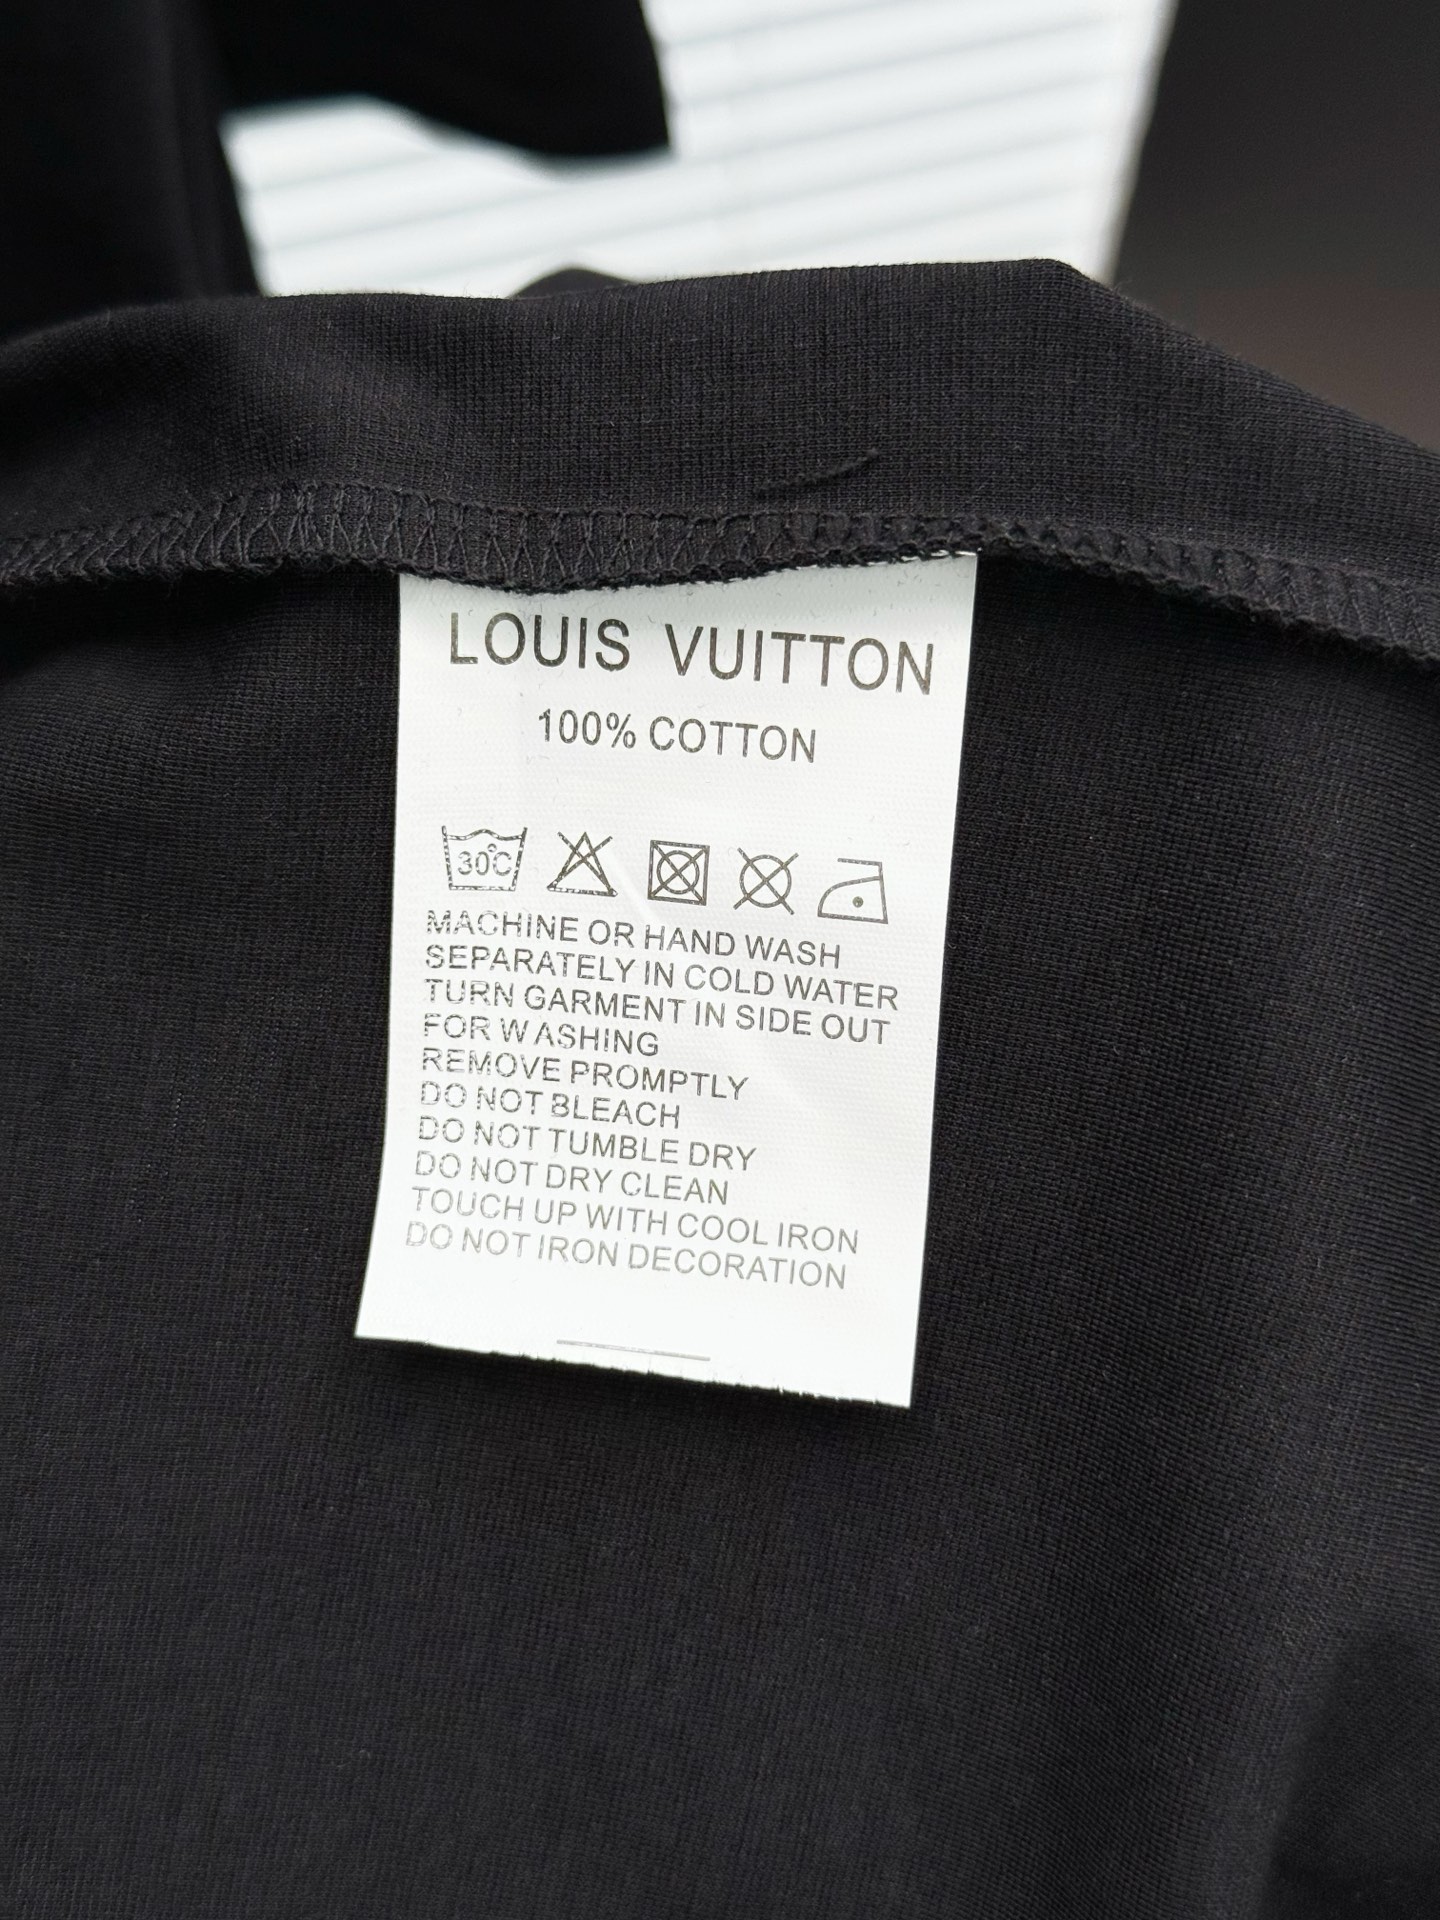 LOUIS VUITTON
100% COTTON
30°C
MACHINE OR HAND WASH
SEPARATELY IN COLD WATER
TURN GARMENT IN SIDE OUT
FOR WASHING
REMOVE PROMPTLY
DO NOT BLEACH
DO NOT TUMBLE DRY
DO NOT DRY CLEAN
TOUCH UP WITH COOL IRON
DO NOT IRON DECORATION